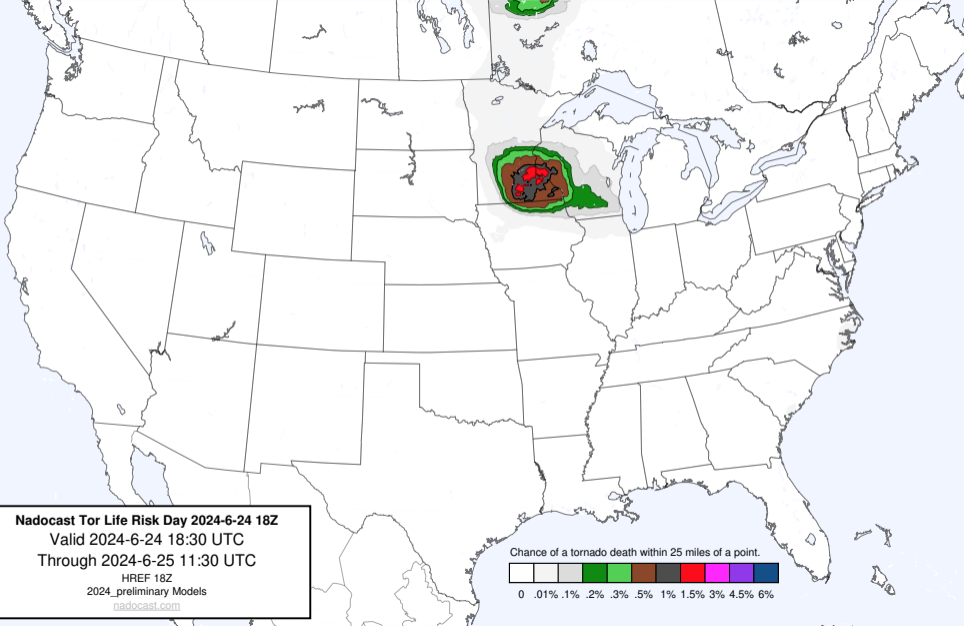 Nadocast Tor Life Risk Day 2024-6-24 18Z
Valid 2024-6-24 18:30 UTC
Through 2024-6-25 11:30 UTC
HREF 18Z
2024_preliminary Models
nadocast.com
Chance of a tornado death within 25 miles of a point.
0 .01% .1% .2% .3% .5% 1% 1.5% 3% 4.5% 6%